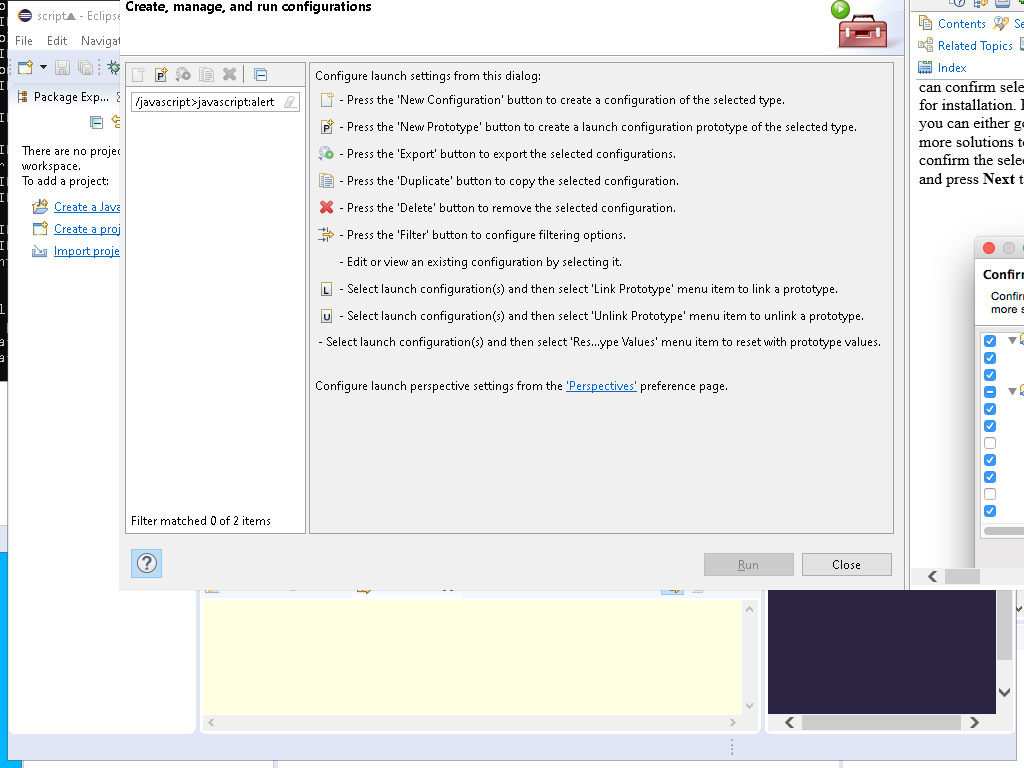 script - Eclipse
File Edit Navigat
Package Exp...
There are no projec
workspace.
To add a project:
Create a Java
Create a proj
Import proje
Create, manage, and run configurations
/javascript>javascript:alert
Filter matched 0 of 2 items
Configure launch settings from this dialog:
- Press the 'New Configuration' button to create a configuration of the selected type.
- Press the 'New Prototype' button to create a launch configuration prototype of the selected type.
- Press the 'Export' button to export the selected configurations.
- Press the 'Duplicate' button to copy the selected configuration.
- Press the 'Delete' button to remove the selected configuration.
- Press the 'Filter' button to configure filtering options.
- Edit or view an existing configuration by selecting it.
L - Select launch configuration(s) and then select 'Link Prototype' menu item to link a prototype.
U - Select launch configuration(s) and then select 'Unlink Prototype' menu item to unlink a prototype.
- Select launch configuration(s) and then select 'Res...ype Values' menu item to reset with prototype values.
Configure launch perspective settings from the 'Perspectives' preference page.
Run Close
Contents Se
Related Topics
Index
can confirm sele
for installation.
you can either go
more solutions to
confirm the selec
and press Next t
Confirm
Confir
more s